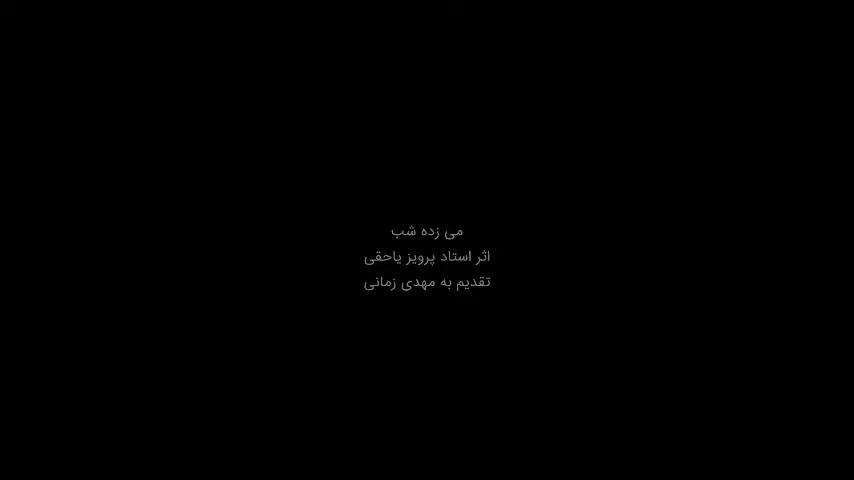 می زده شب
اثر استاد پرویز یاحقی
تقدیم به مهدی زمانی